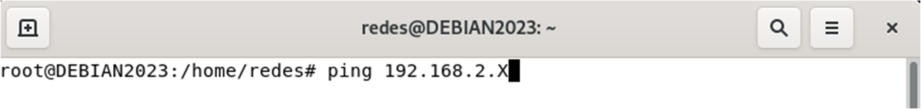 redes@DEBIAN2023: ~
root@DEBIAN2023:/home/redes# ping 192.168.2.X